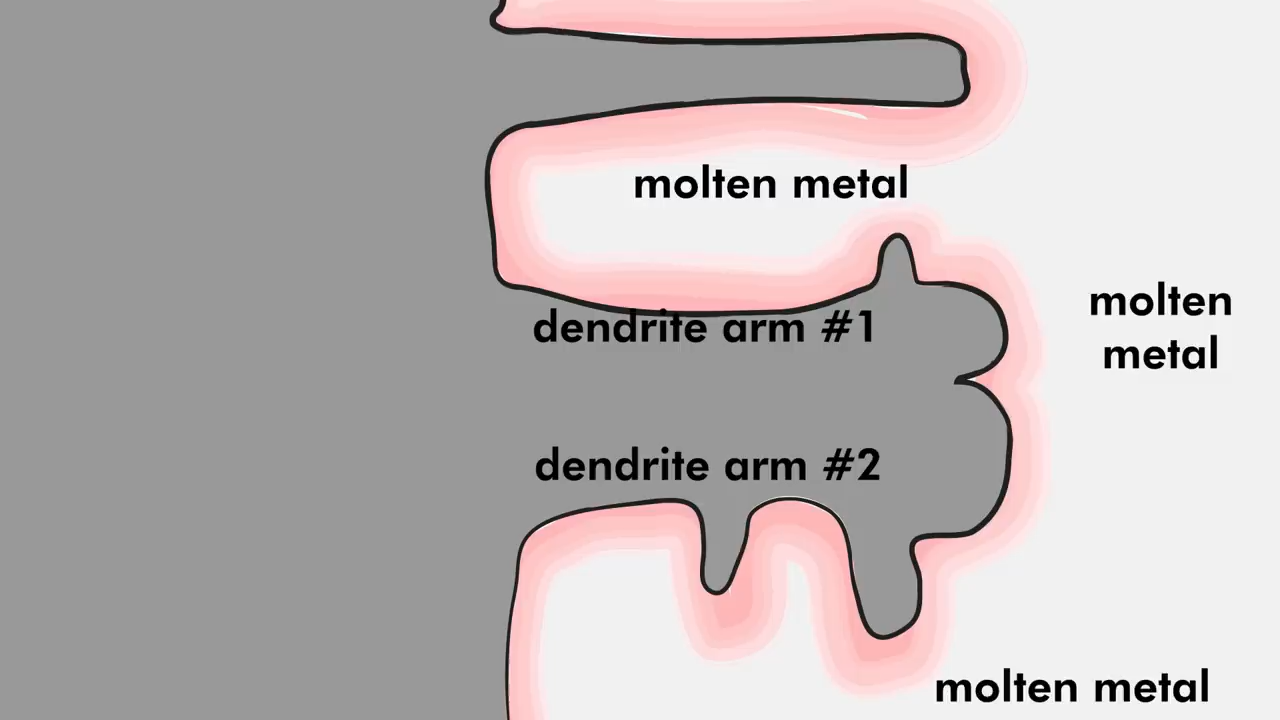 molten metal
dendrite arm #1
molten
metal
dendrite arm #2
molten metal